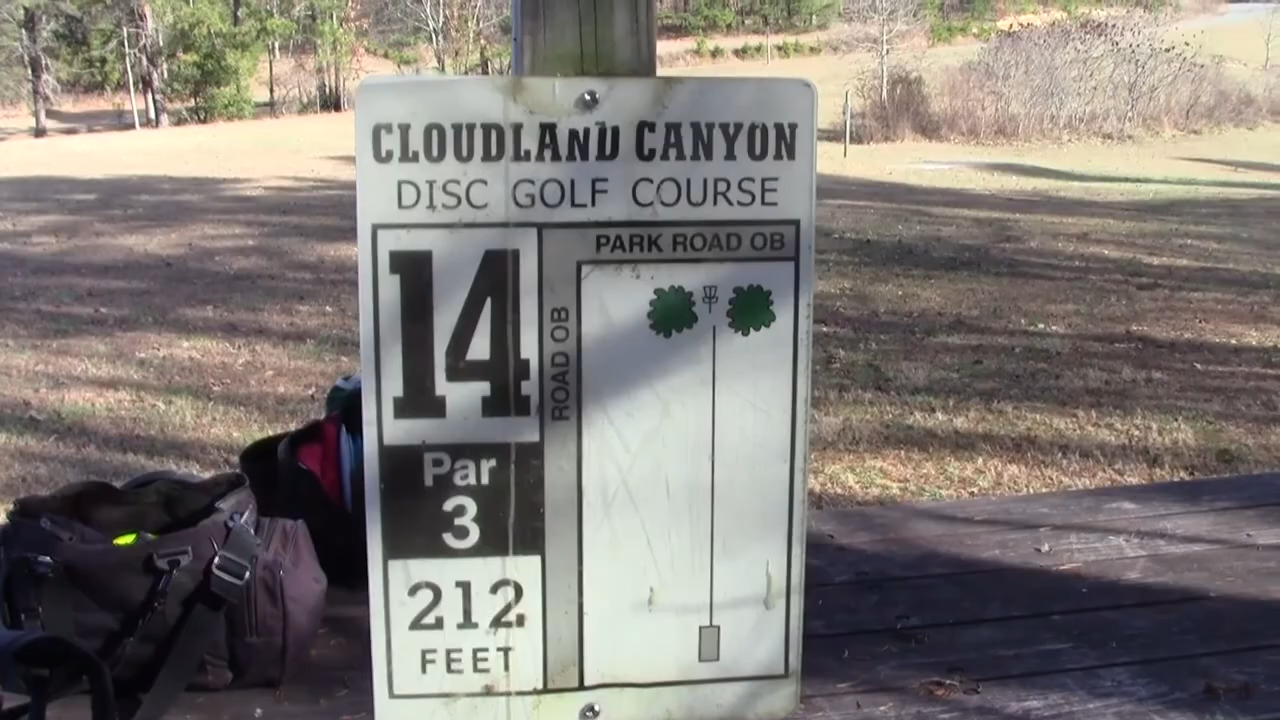 CLOUDLAND CANYON
DISC GOLF COURSE
14
Par
3
212
FEET
PARK ROAD OB
ROAD OB